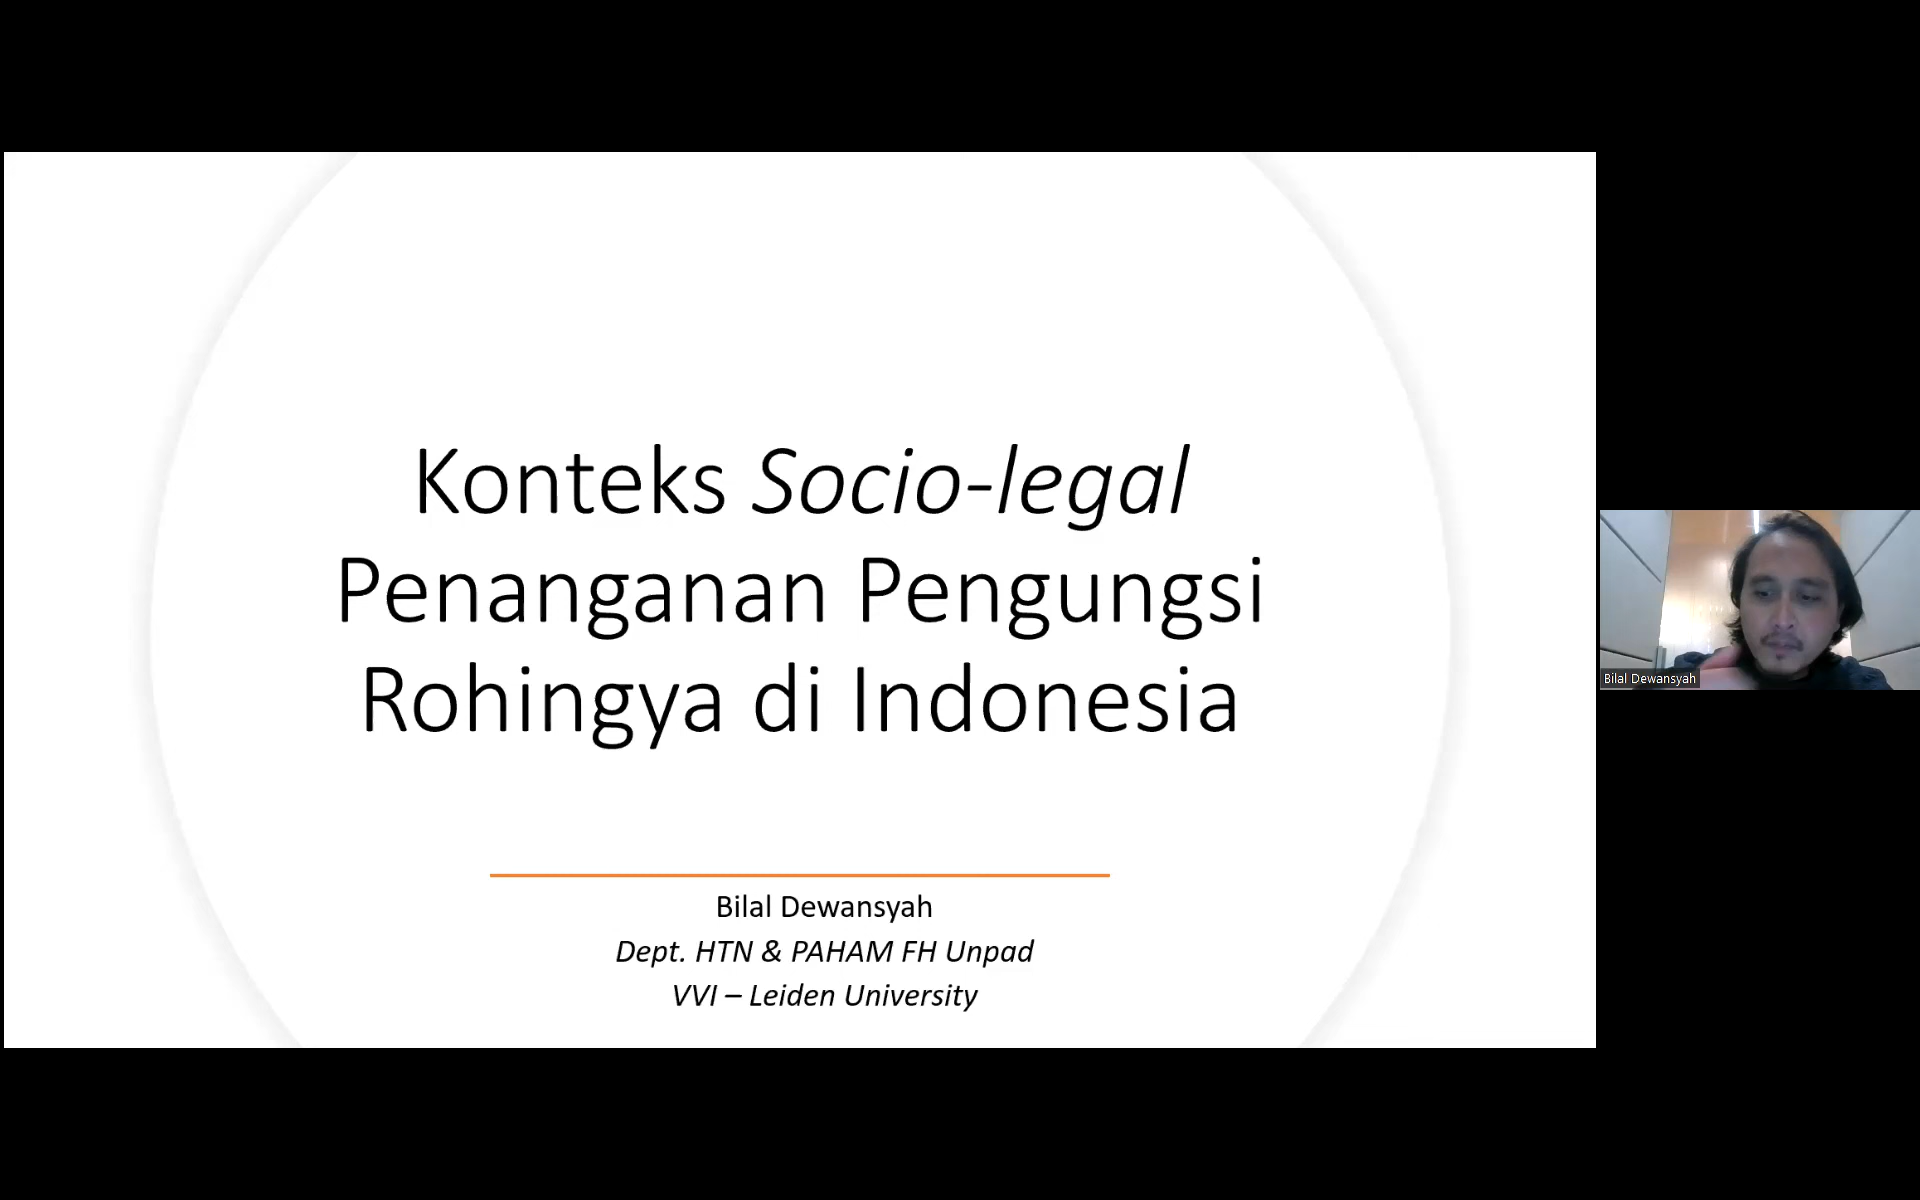 Konteks Socio-legal
Penanganan Pengungsi
Rohingya di Indonesia
Bilal Dewansyah
Dept. HTN & PAHAM FH Unpad
VVI – Leiden University
Bilal Dewansyah